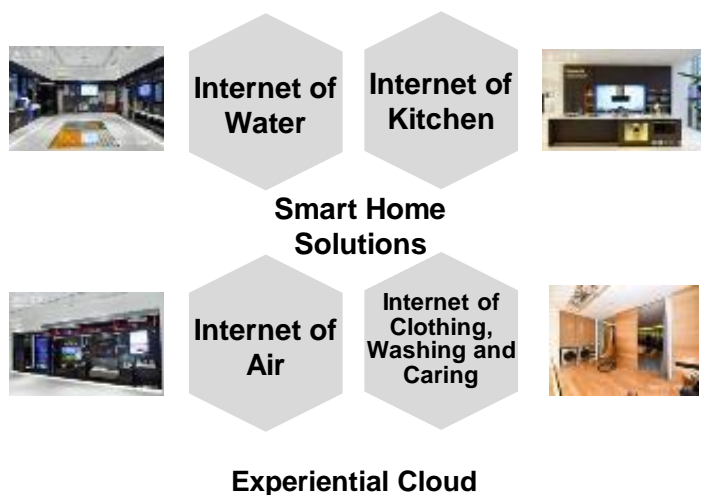 Internet of
Water
Internet of
Kitchen
Smart Home
Solutions
Internet of
Air
Internet of
Clothing,
Washing and
Caring
Experiential Cloud